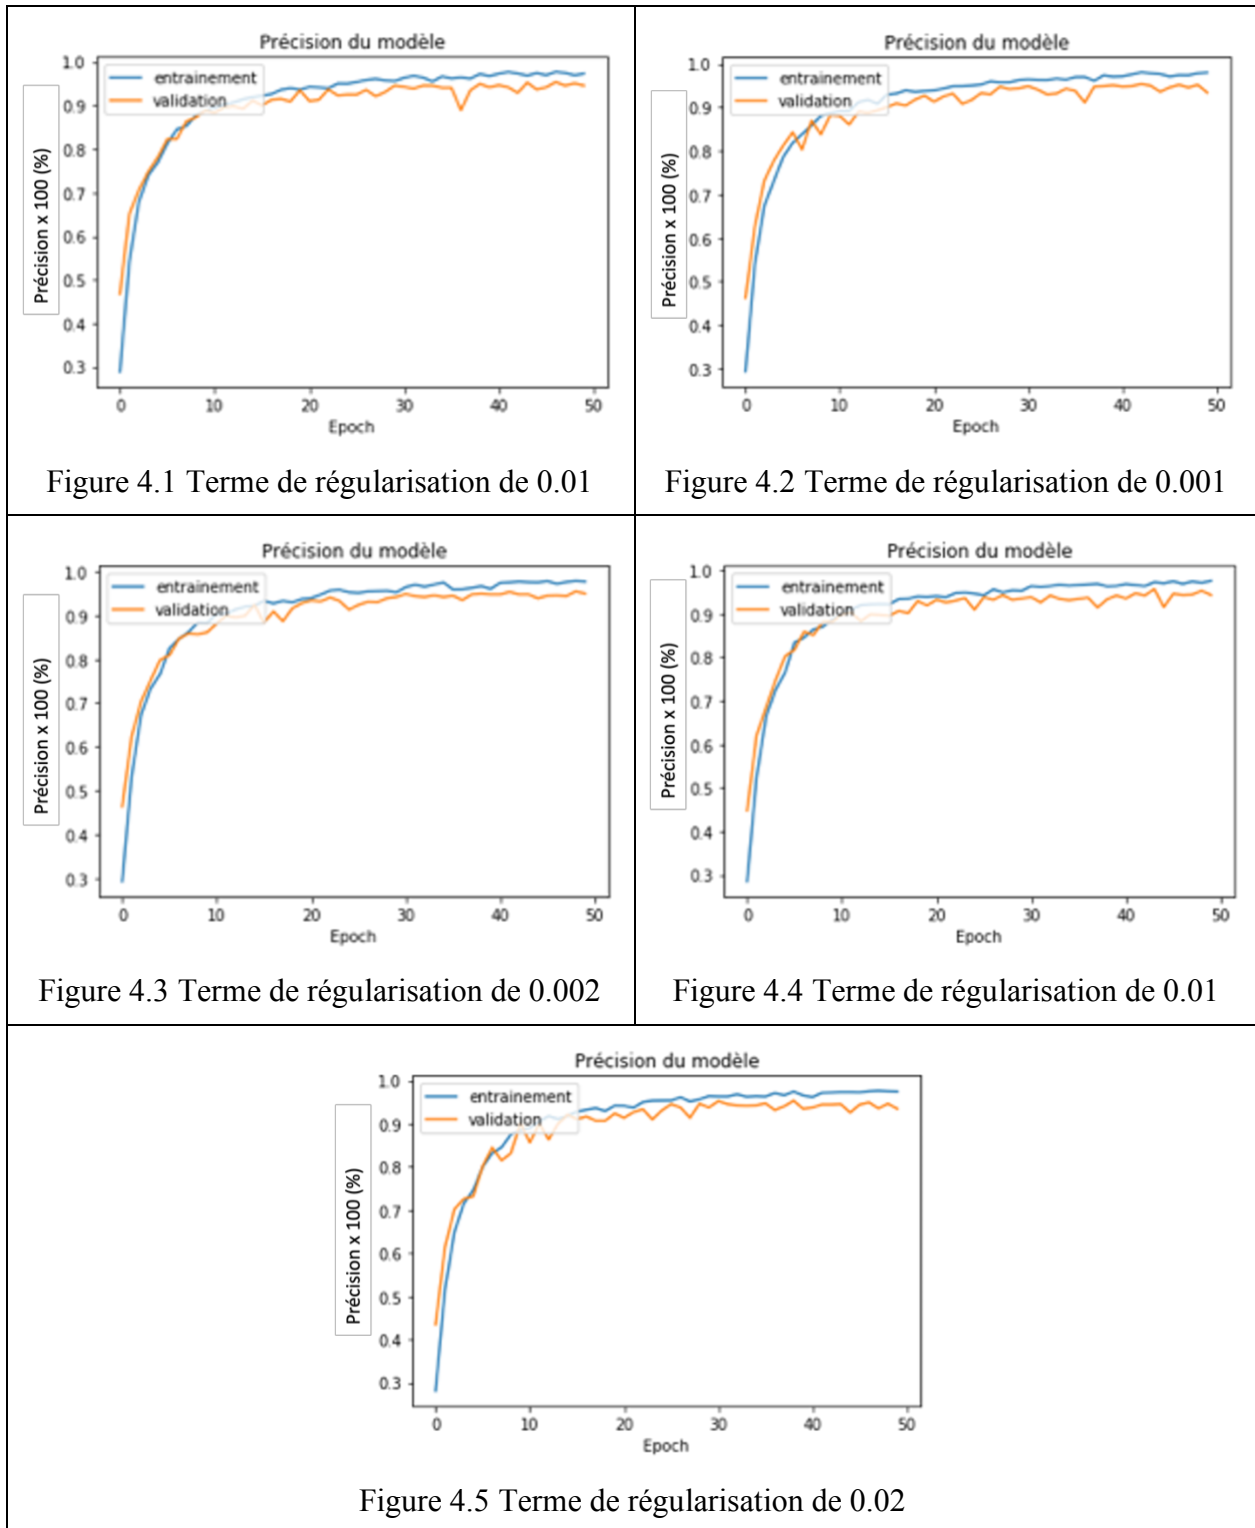 Précision du modèle
1.0
0.9
0.8
0.7
0.6
0.5
0.4
0.3
Précision x 100 (%)
entrainement
validation
0 10 20 30 40 50
Epoch
Figure 4.1 Terme de régularisation de 0.01
Précision du modèle
1.0
0.9
0.8
0.7
0.6
0.5
0.4
0.3
Précision x 100 (%)
entrainement
validation
0 10 20 30 40 50
Epoch
Figure 4.2 Terme de régularisation de 0.001
Précision du modèle
1.0
0.9
0.8
0.7
0.6
0.5
0.4
0.3
Précision x 100 (%)
entrainement
validation
0 10 20 30 40 50
Epoch
Figure 4.3 Terme de régularisation de 0.002
Précision du modèle
1.0
0.9
0.8
0.7
0.6
0.5
0.4
0.3
Précision x 100 (%)
entrainement
validation
0 10 20 30 40 50
Epoch
Figure 4.4 Terme de régularisation de 0.01
Précision du modèle
1.0
0.9
0.8
0.7
0.6
0.5
0.4
0.3
Précision x 100 (%)
entrainement
validation
0 10 20 30 40 50
Epoch
Figure 4.5 Terme de régularisation de 0.02